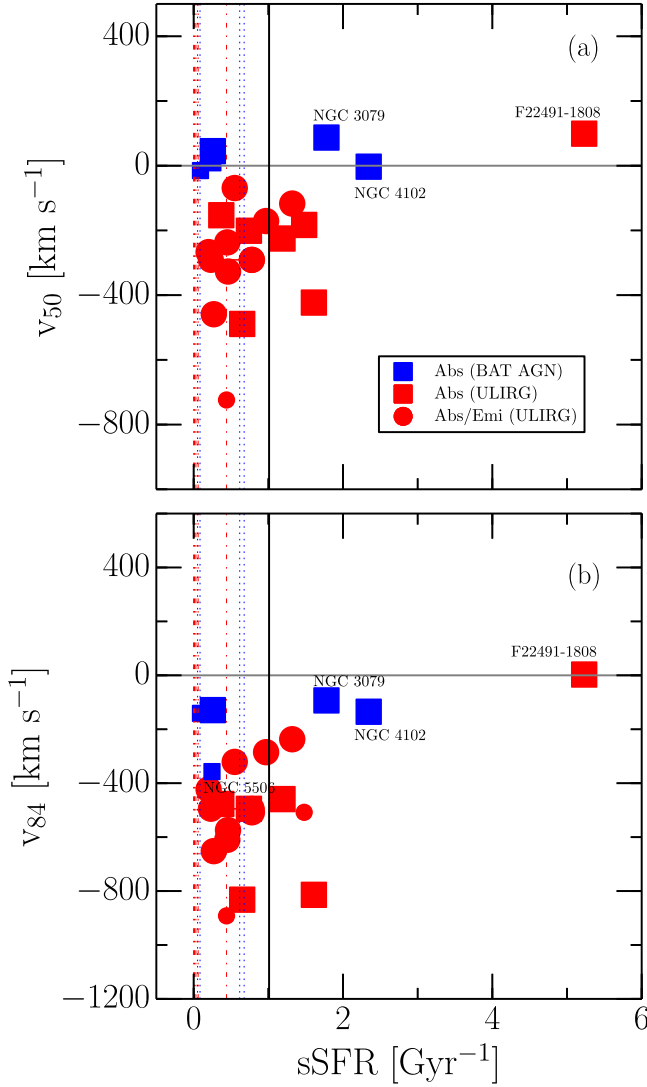 400
(a)
NGC 3079
F22491-1808
0
NGC 4102
v50 [km s−1]
−400
Abs (BAT AGN)
Abs (ULIRG)
Abs/Emi (ULIRG)
−800
400
(b)
F22491-1808
0
NGC 3079
NGC 4102
v84 [km s−1]
−400
NGC 5506
−800
−1200
0 2 4 6
sSFR [Gyr−1]